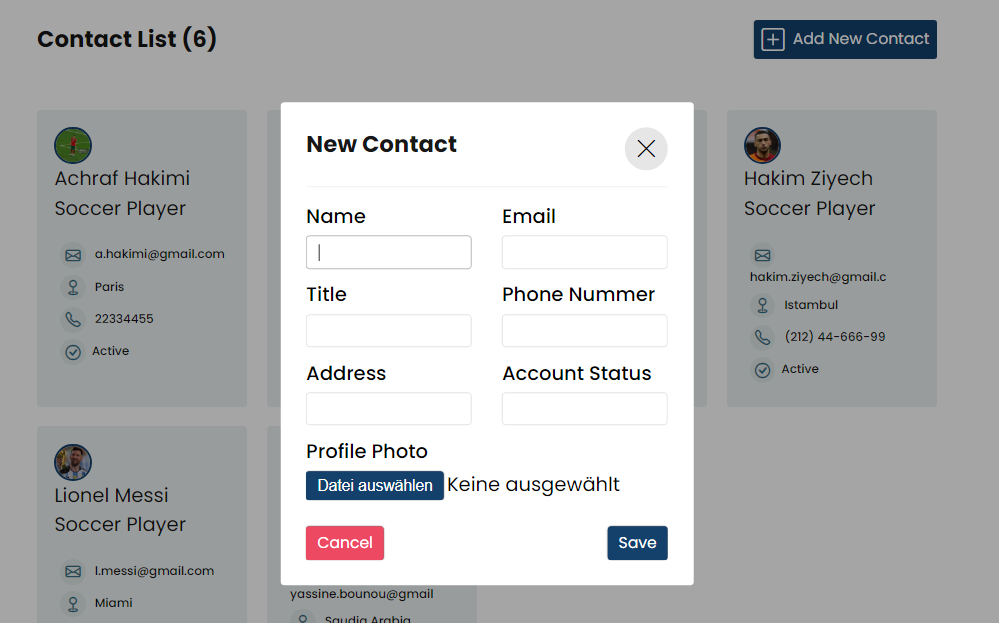 Contact List (6)
Add New Contact
Achraf Hakimi
Soccer Player
a.hakimi@gmail.com
Paris
22334455
Active
New Contact
Name
Email
Title
Phone Nummer
Address
Account Status
Profile Photo
Datei auswählen Keine ausgewählt
Cancel
Save
Hakim Ziyech
Soccer Player
hakim.ziyech@gmail.c
Istambul
(212) 44-666-99
Active
Lionel Messi
Soccer Player
l.messi@gmail.com
Miami
yassine.bounou@gmail
Saudia Arabia